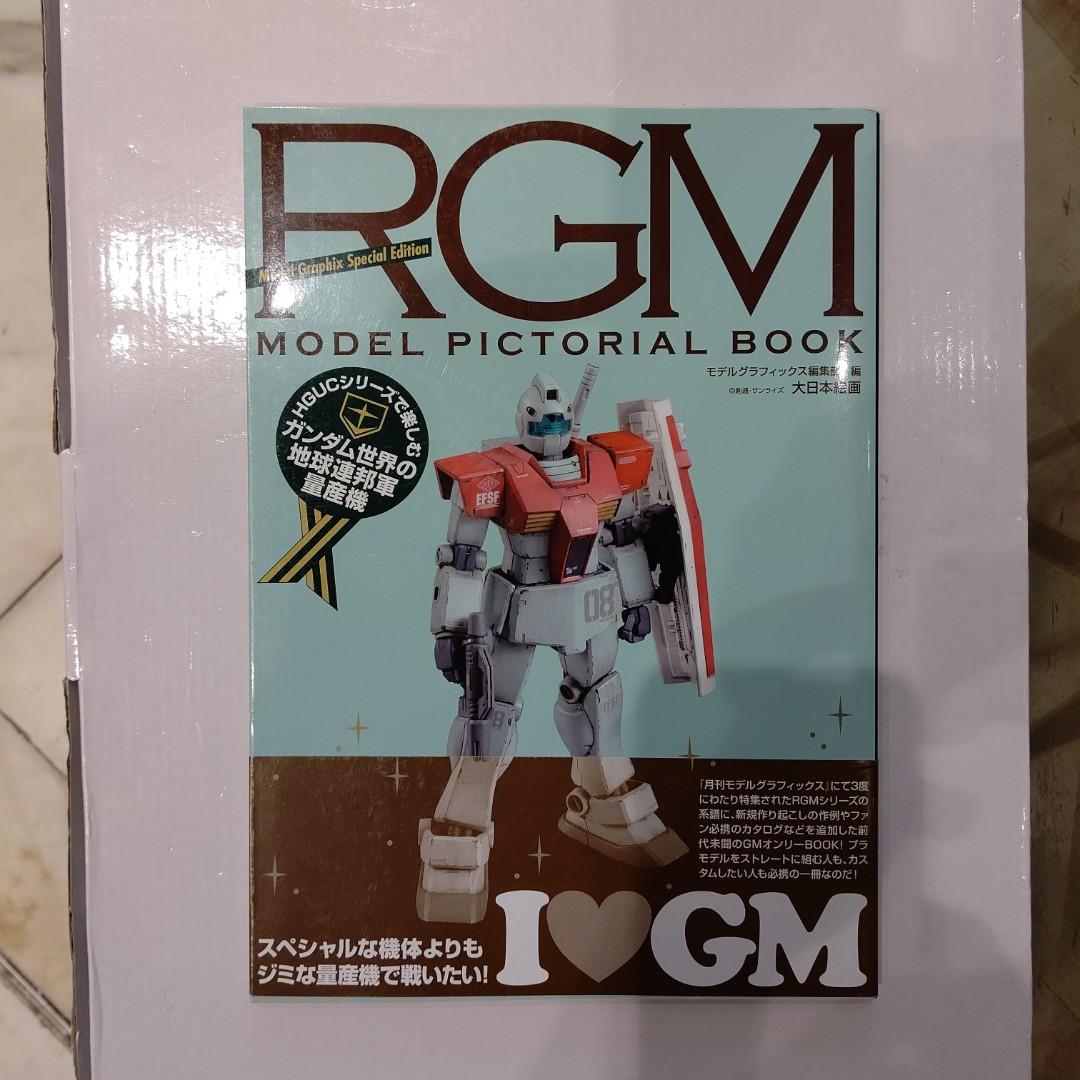 RGM
Model Graphix Special Edition
MODEL PICTORIAL BOOK
モデルグラフィックス編集部 編
©創通・サンライズ 大日本絵画
HGUCシリーズで楽しむ
ガンダム世界の
地球連邦軍
量産機
EFSF
08
08
EFSF
『月刊モデルグラフィックス』にて3度
にわたり特集されたRGMシリーズの
系譜に、新規作り起こしの作例やファ
ン必携のカタログなどを追加した前
代未聞のGMオンリーBOOK! プラ
モデルをストレートに組む人も、カス
タムしたい人も必携の一冊なのだ!
スペシャルな機体よりも
ジミな量産機で戦いたい!
I♥GM